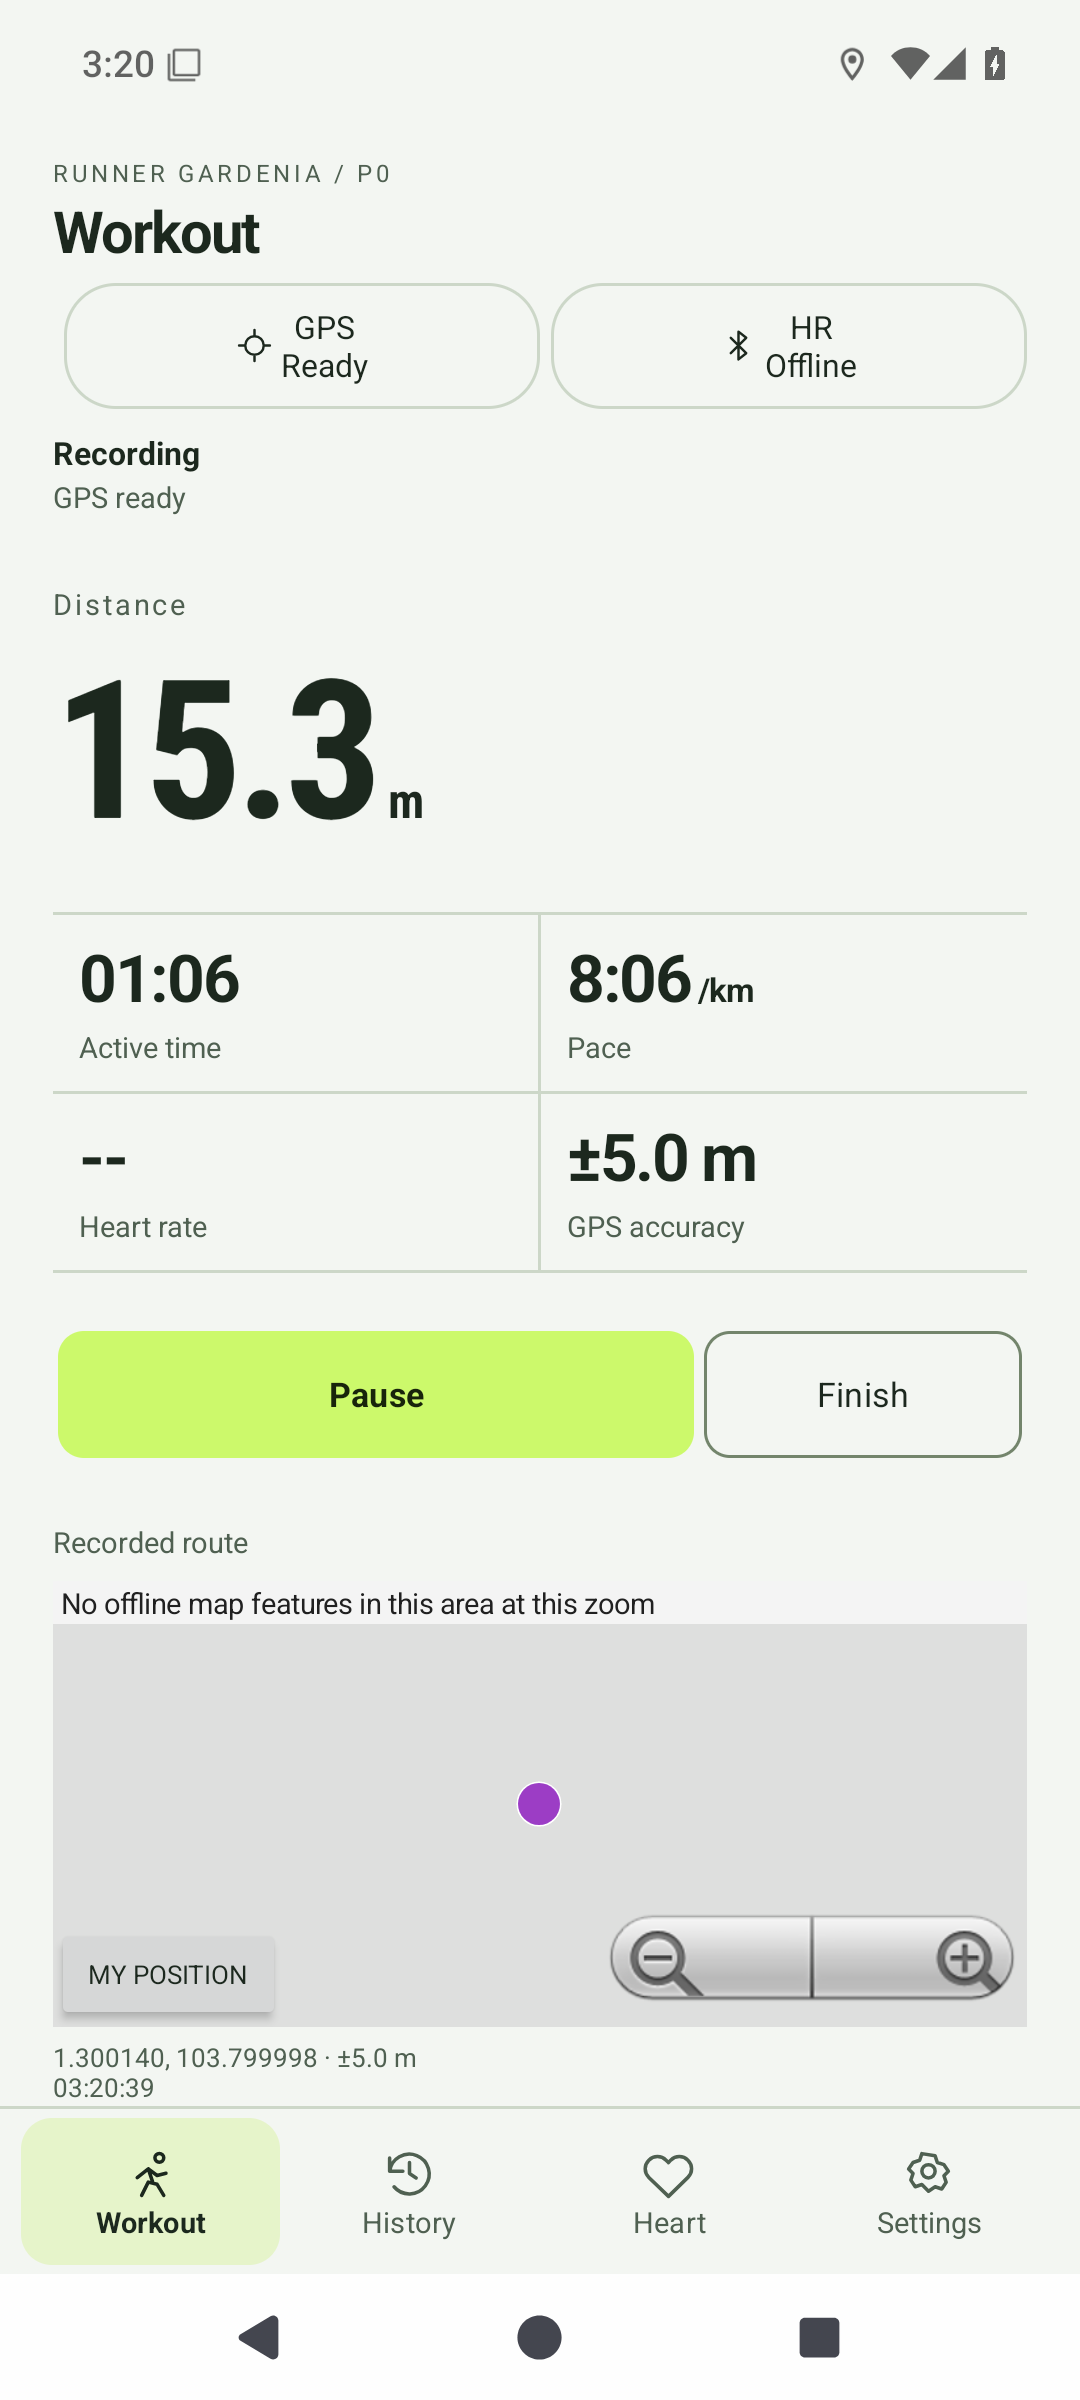 3:20
RUNNER GARDENIA / P0
Workout
GPS
Ready
HR
Offline
Recording
GPS ready
Distance
15.3 m
01:06
Active time
8:06 /km
Pace
--
Heart rate
±5.0 m
GPS accuracy
Pause
Finish
Recorded route
No offline map features in this area at this zoom
MY POSITION
1.300140, 103.799998 · ±5.0 m
03:20:39
Workout
History
Heart
Settings